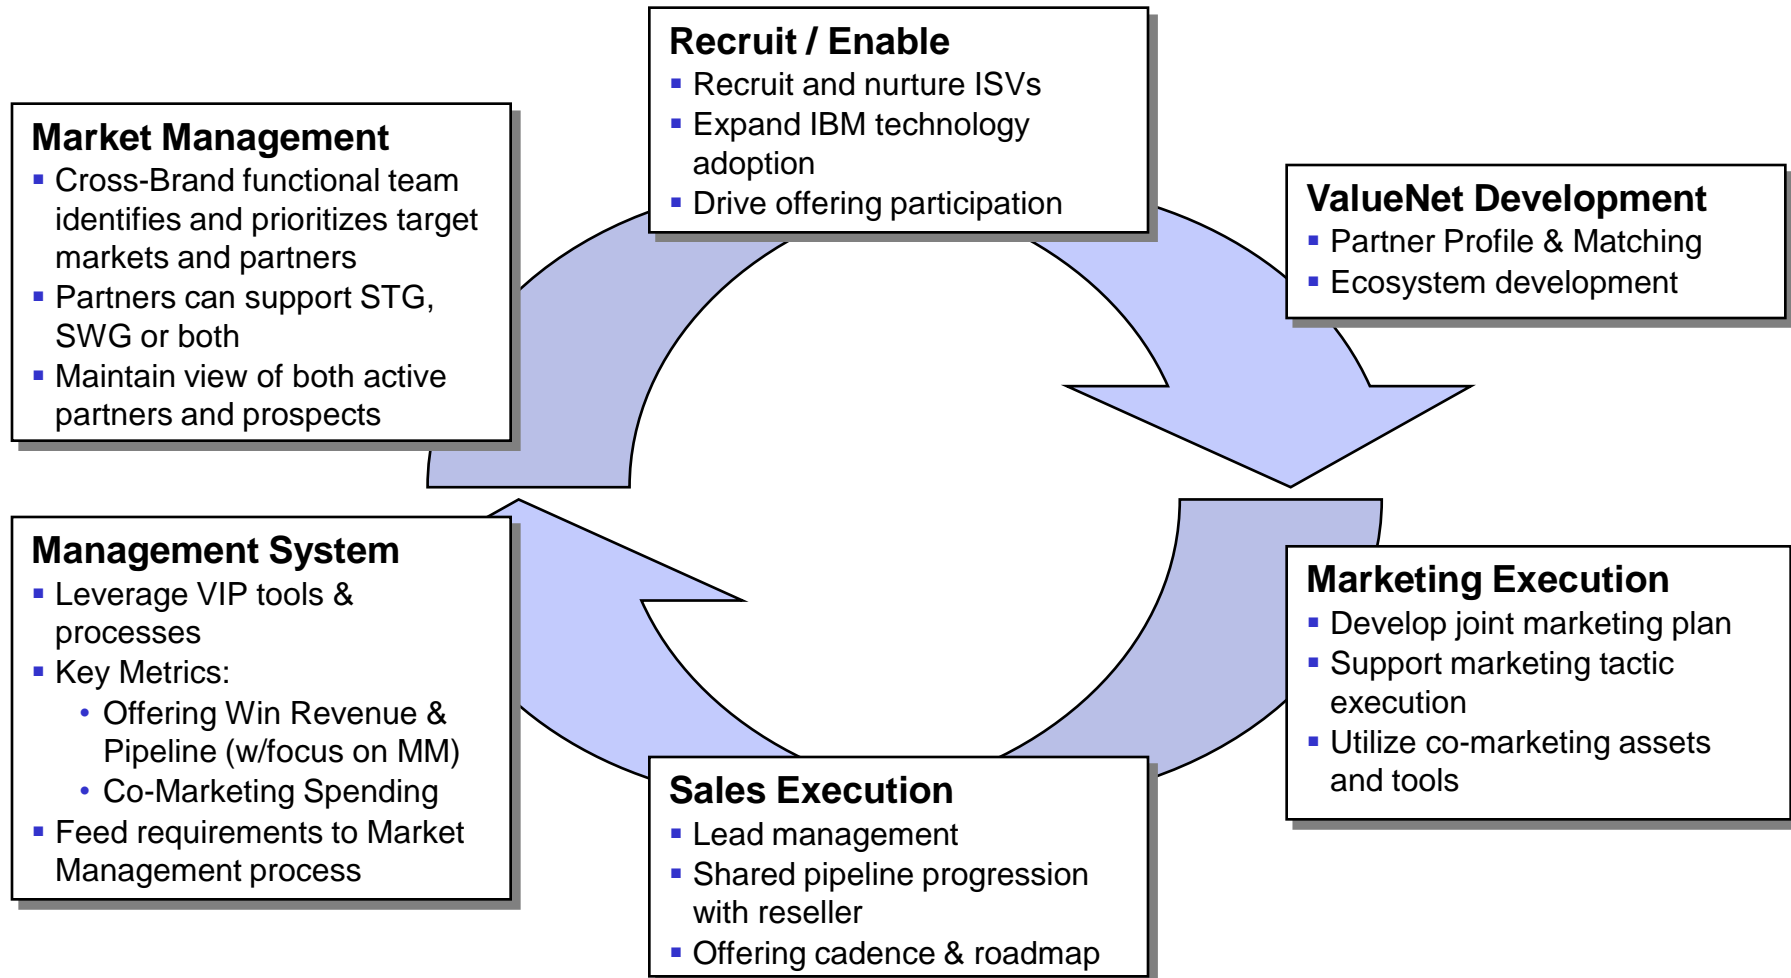 Recruit / Enable
▪ Recruit and nurture ISVs
▪ Expand IBM technology
adoption
▪ Drive offering participation
Market Management
▪ Cross-Brand functional team
identifies and prioritizes target
markets and partners
▪ Partners can support STG,
SWG or both
▪ Maintain view of both active
partners and prospects
ValueNet Development
▪ Partner Profile & Matching
▪ Ecosystem development
Management System
▪ Leverage VIP tools &
processes
▪ Key Metrics:
• Offering Win Revenue &
Pipeline (w/focus on MM)
• Co-Marketing Spending
▪ Feed requirements to Market
Management process
Marketing Execution
▪ Develop joint marketing plan
▪ Support marketing tactic
execution
▪ Utilize co-marketing assets
and tools
Sales Execution
▪ Lead management
▪ Shared pipeline progression
with reseller
▪ Offering cadence & roadmap